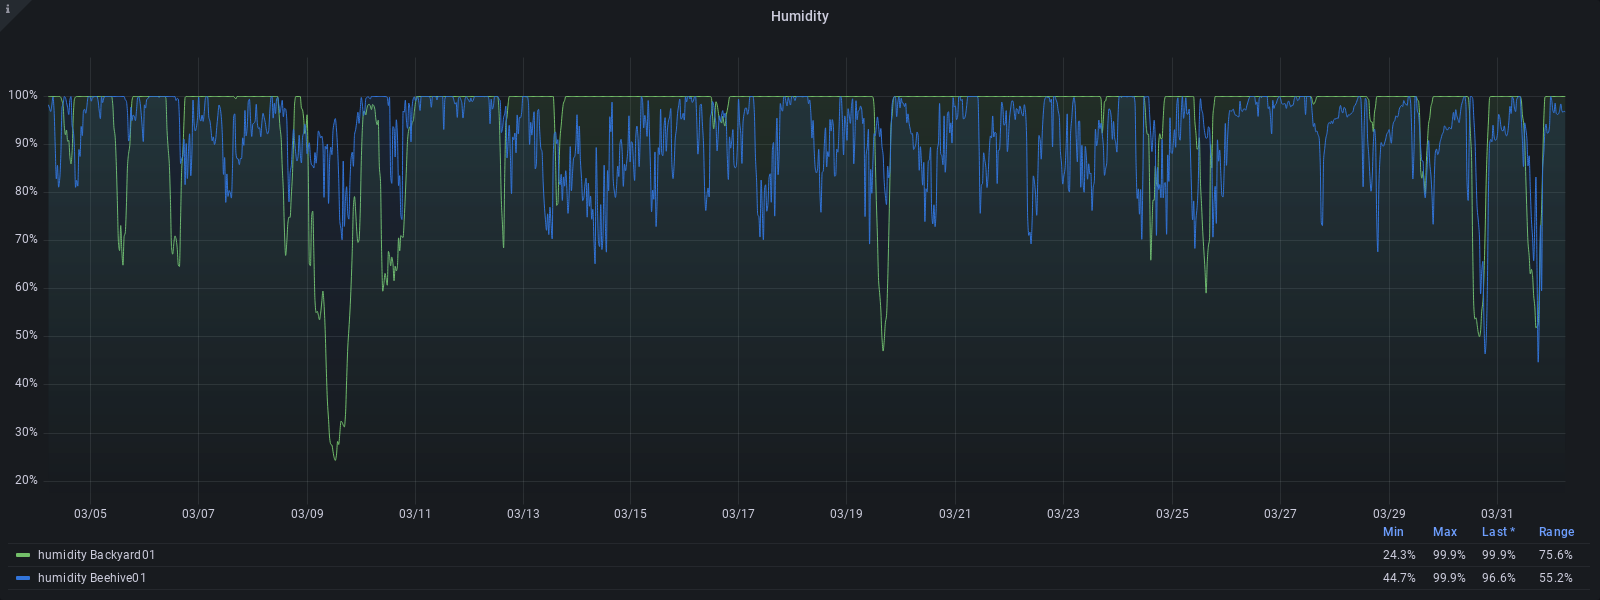 i
Humidity
100%
90%
80%
70%
60%
50%
40%
30%
20%
03/05 03/07 03/09 03/11 03/13 03/15 03/17 03/19 03/21 03/23 03/25 03/27 03/29 03/31
Min Max Last * Range
humidity Backyard01 24.3% 99.9% 99.9% 75.6%
humidity Beehive01 44.7% 99.9% 96.6% 55.2%